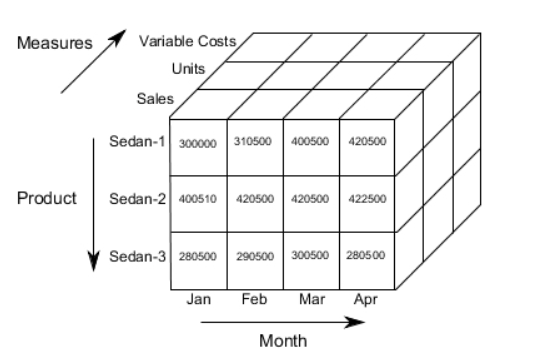 Measures
Variable Costs
Units
Sales
Sedan-1 300000 310500 400500 420500
Product
Sedan-2 400510 420500 420500 422500
Sedan-3 280500 290500 300500 280500
Jan Feb Mar Apr
Month